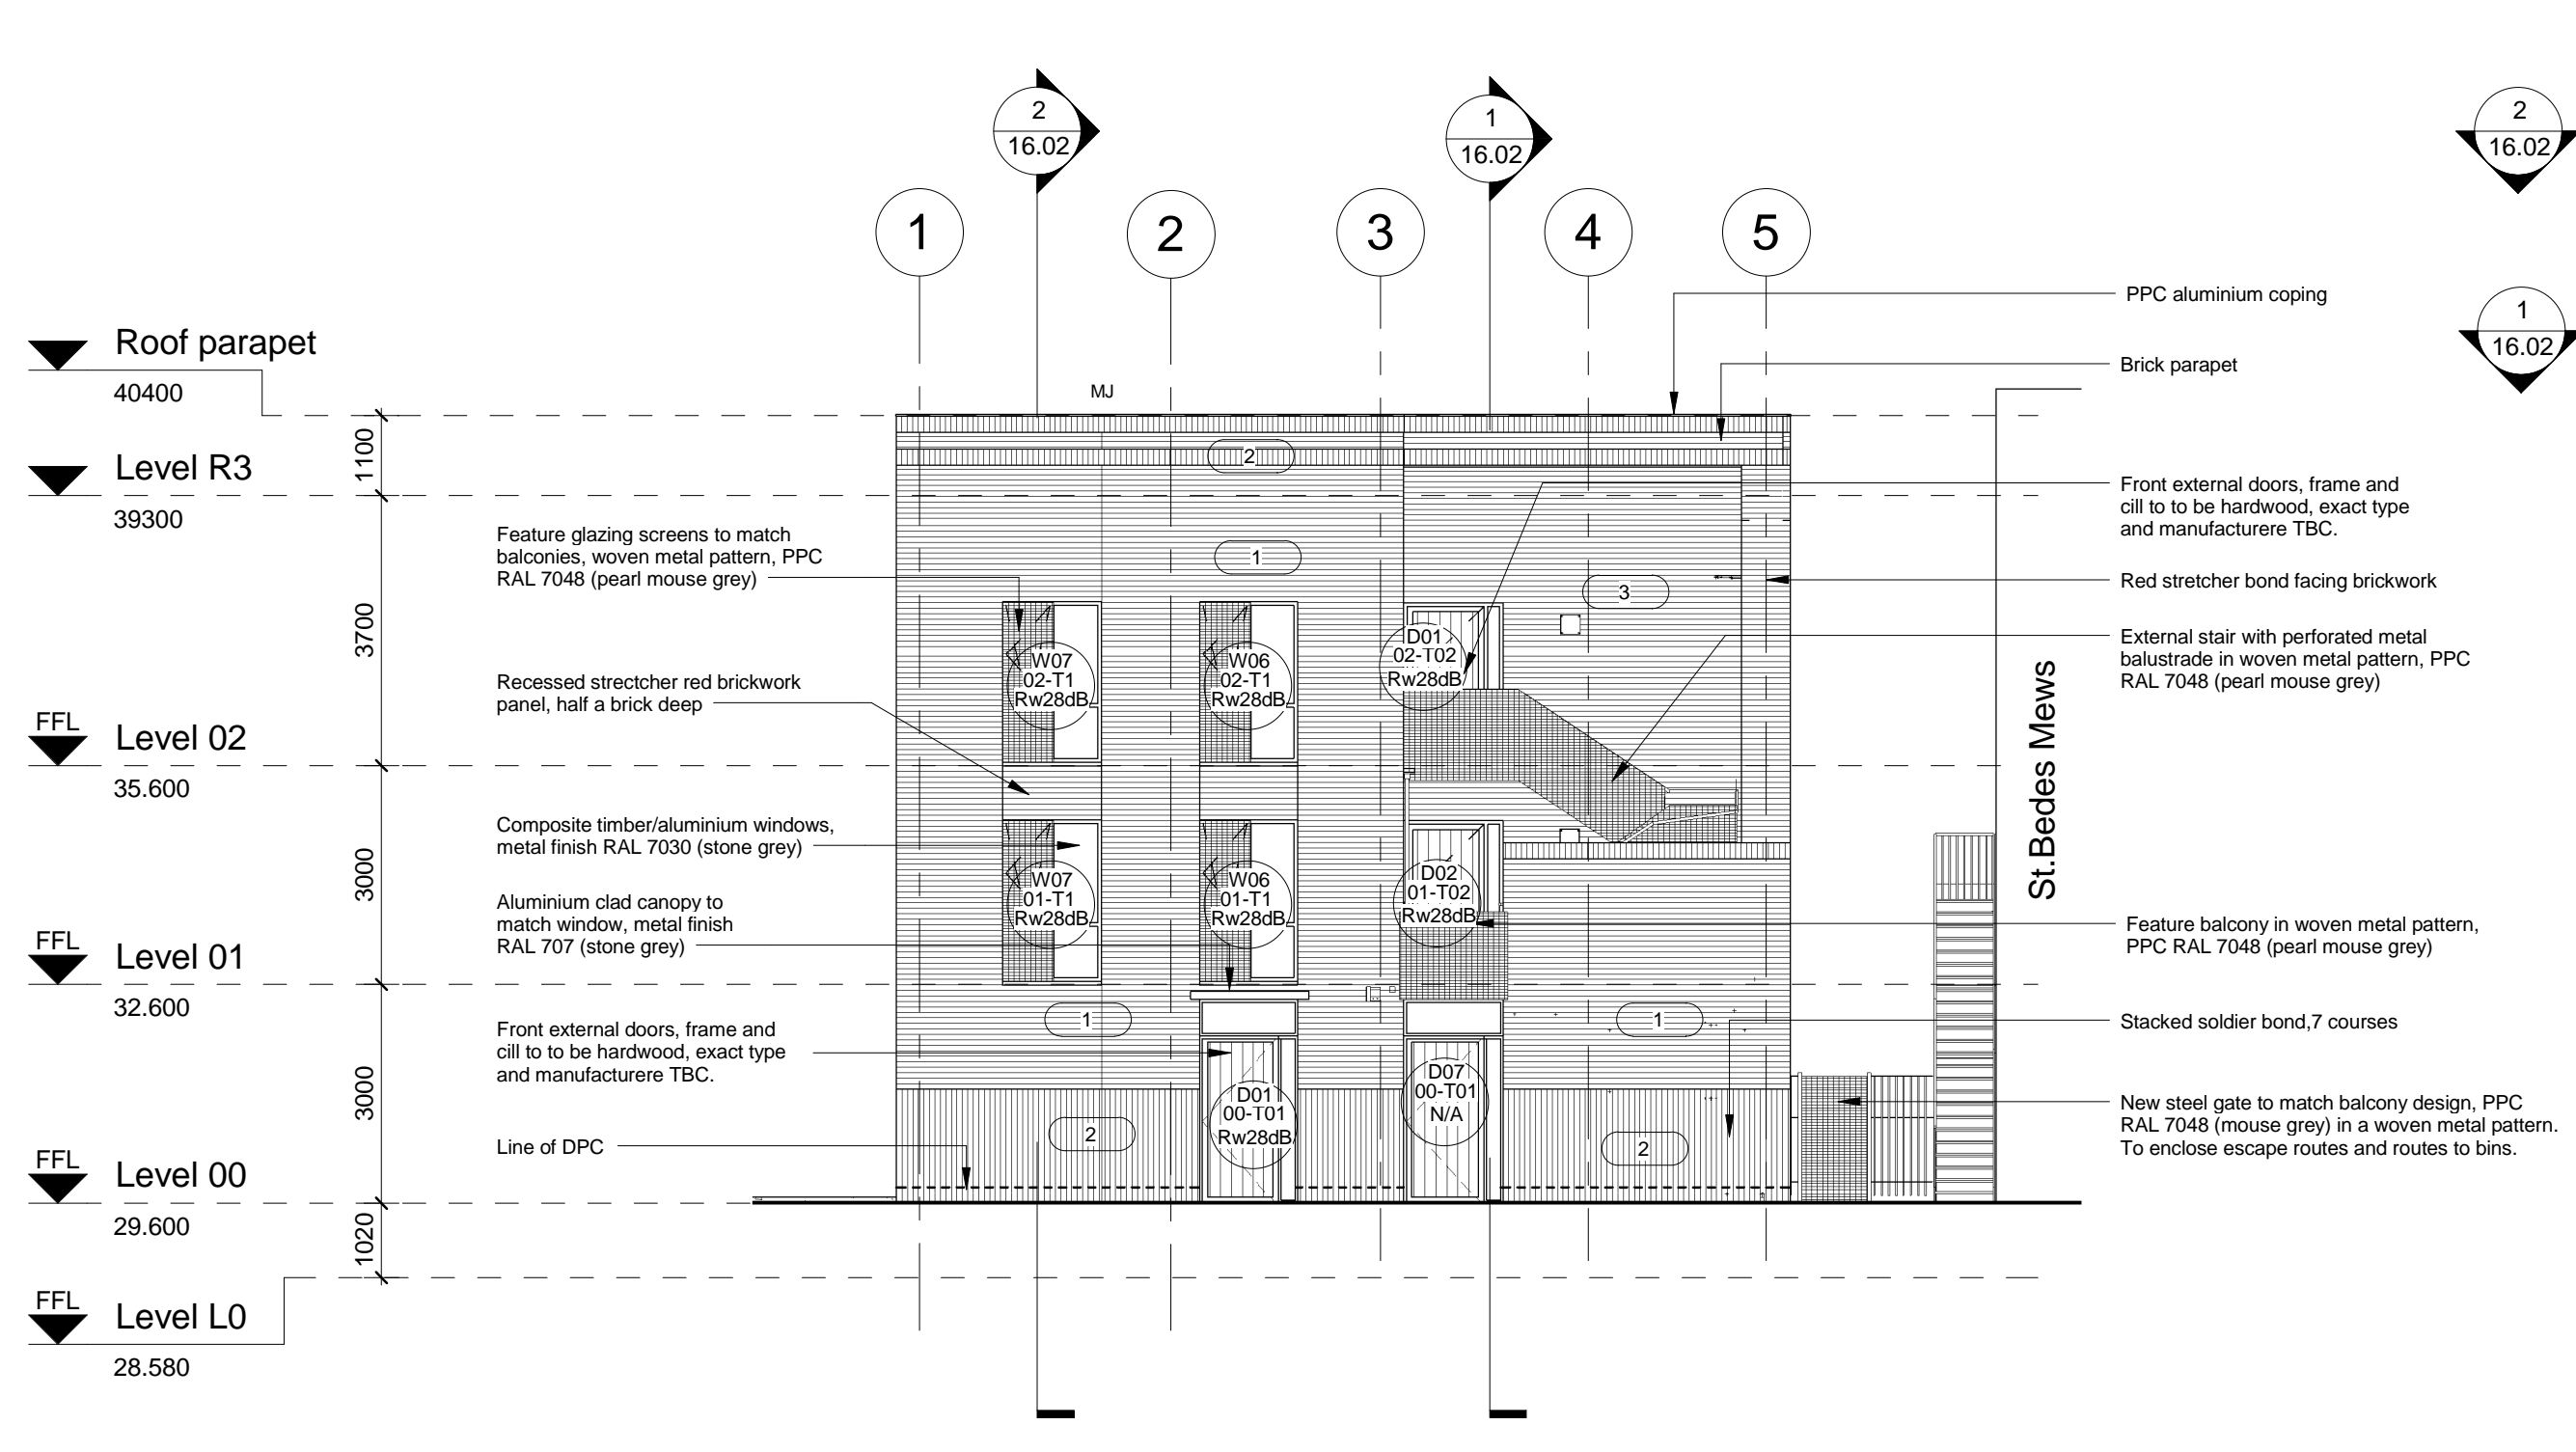 2
16.02
1
16.02
2
16.02
1
16.02
1
2
3
4
5
Roof parapet
40400
Level R3
39300
FFL
Level 02
35.600
FFL
Level 01
32.600
FFL
Level 00
29.600
FFL
Level L0
28.580
1100
3700
3000
3000
1020
Feature glazing screens to match
balconies, woven metal pattern, PPC
RAL 7048 (pearl mouse grey)
Recessed strectcher red brickwork
panel, half a brick deep
Composite timber/aluminium windows,
metal finish RAL 7030 (stone grey)
Aluminium clad canopy to
match window, metal finish
RAL 707 (stone grey)
Front external doors, frame and
cill to to be hardwood, exact type
and manufacturere TBC.
Line of DPC
MJ
2
1
3
W07
02-T1
Rw28dB
W06
02-T1
Rw28dB
D01
02-T02
Rw28dB
W07
01-T1
Rw28dB
W06
01-T1
Rw28dB
D02
01-T02
Rw28dB
1
1
D01
00-T01
Rw28dB
D07
00-T01
N/A
2
2
PPC aluminium coping
Brick parapet
Front external doors, frame and
cill to to be hardwood, exact type
and manufacturere TBC.
Red stretcher bond facing brickwork
External stair with perforated metal
balustrade in woven metal pattern, PPC
RAL 7048 (pearl mouse grey)
St.Bedes Mews
Feature balcony in woven metal pattern,
PPC RAL 7048 (pearl mouse grey)
Stacked soldier bond,7 courses
New steel gate to match balcony design, PPC
RAL 7048 (mouse grey) in a woven metal pattern.
To enclose escape routes and routes to bins.